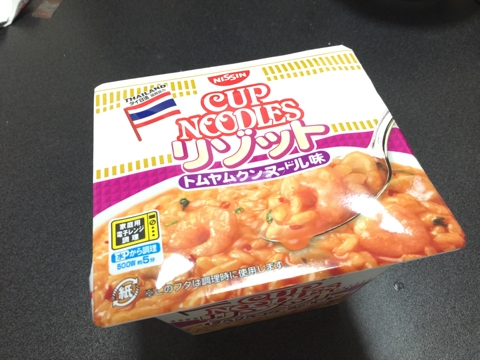 NISSIN
THAILAND
CUP
NOODLES
リゾット
トムヤムクンヌードル味
家庭用
電子レンジ
調理
水から調理
500W 約5分
紙
※このフタは調理時に使用します